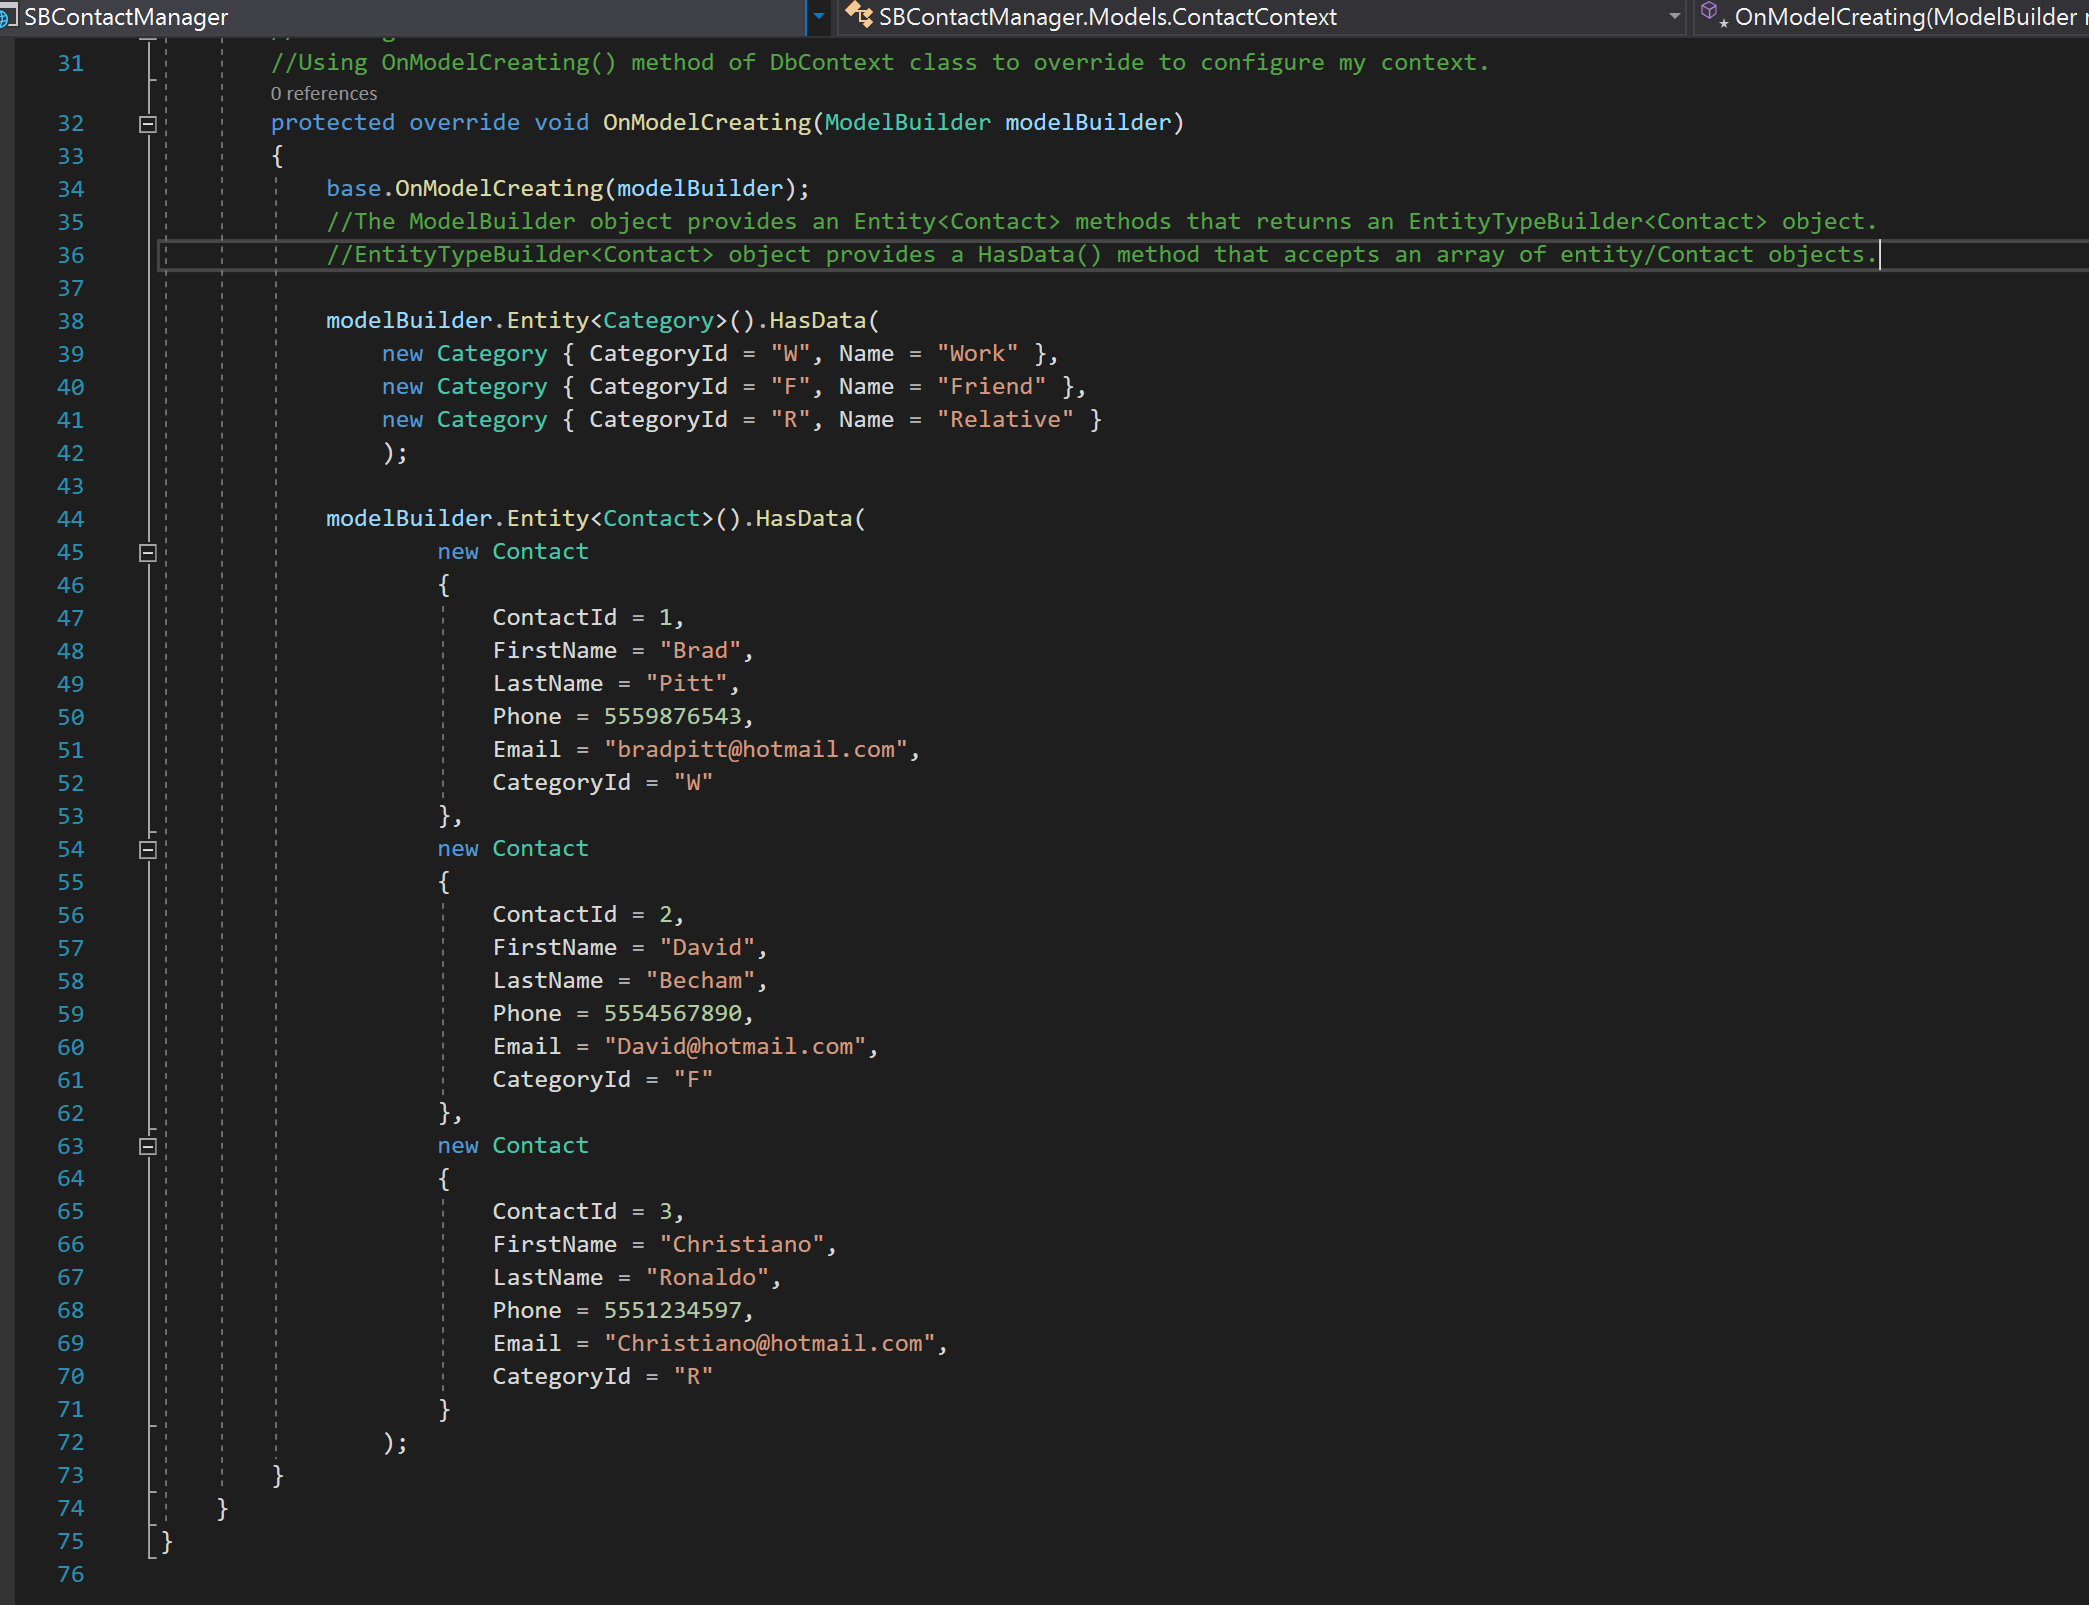 SBContactManager SBContactManager.Models.ContactContext OnModelCreating(ModelBuilder
31 //Using OnModelCreating() method of DbContext class to override to configure my context.
0 references
32 protected override void OnModelCreating(ModelBuilder modelBuilder)
33 {
34 base.OnModelCreating(modelBuilder);
35 //The ModelBuilder object provides an Entity<Contact> methods that returns an EntityTypeBuilder<Contact> object.
36 //EntityTypeBuilder<Contact> object provides a HasData() method that accepts an array of entity/Contact objects.
37
38 modelBuilder.Entity<Category>().HasData(
39 new Category { CategoryId = "W", Name = "Work" },
40 new Category { CategoryId = "F", Name = "Friend" },
41 new Category { CategoryId = "R", Name = "Relative" }
42 );
43
44 modelBuilder.Entity<Contact>().HasData(
45 new Contact
46 {
47 ContactId = 1,
48 FirstName = "Brad",
49 LastName = "Pitt",
50 Phone = 5559876543,
51 Email = "bradpitt@hotmail.com",
52 CategoryId = "W"
53 },
54 new Contact
55 {
56 ContactId = 2,
57 FirstName = "David",
58 LastName = "Becham",
59 Phone = 5554567890,
60 Email = "David@hotmail.com",
61 CategoryId = "F"
62 },
63 new Contact
64 {
65 ContactId = 3,
66 FirstName = "Christiano",
67 LastName = "Ronaldo",
68 Phone = 5551234597,
69 Email = "Christiano@hotmail.com",
70 CategoryId = "R"
71 }
72 );
73 }
74 }
75 }
76